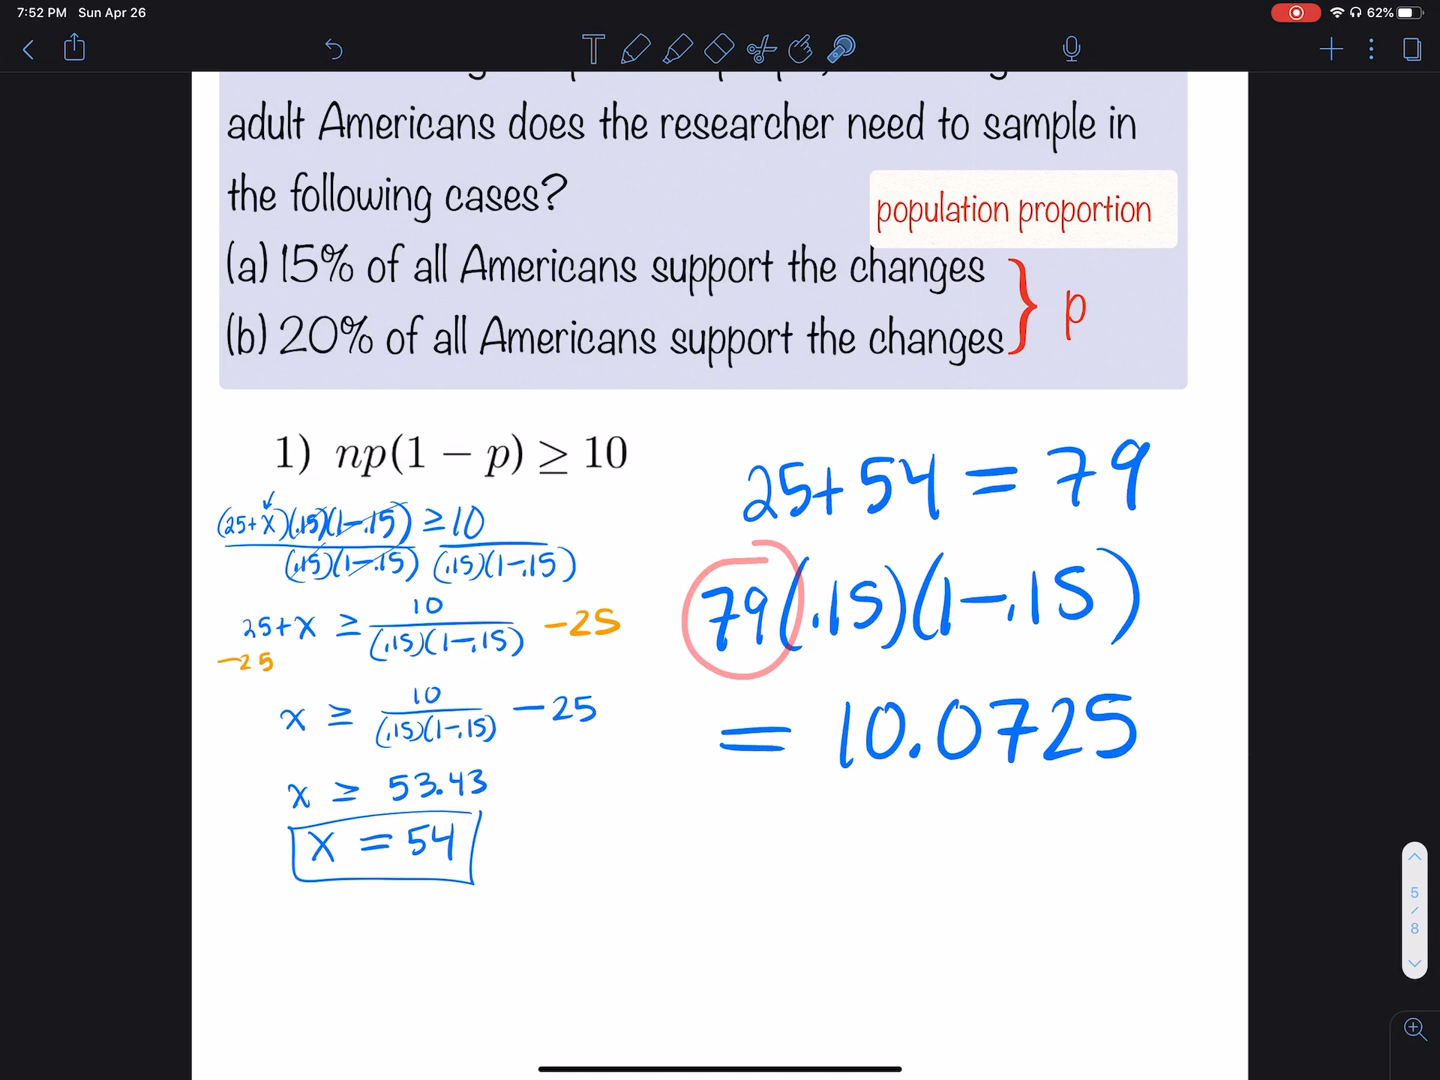 7:52 PM Sun Apr 26
62%
adult Americans does the researcher need to sample in
the following cases?
population proportion
(a) 15% of all Americans support the changes
(b) 20% of all Americans support the changes
} p
1) np(1 − p) ≥ 10
(25+x)(.15)(1-.15) ≥ 10
(.15)(1-.15) (.15)(1-.15)
25+x ≥ 10 / (.15)(1-.15) -25
-25
x ≥ 10 / (.15)(1-.15) - 25
x ≥ 53.43
x = 54
25+54 = 79
79(.15)(1-.15)
= 10.0725
5
/
8